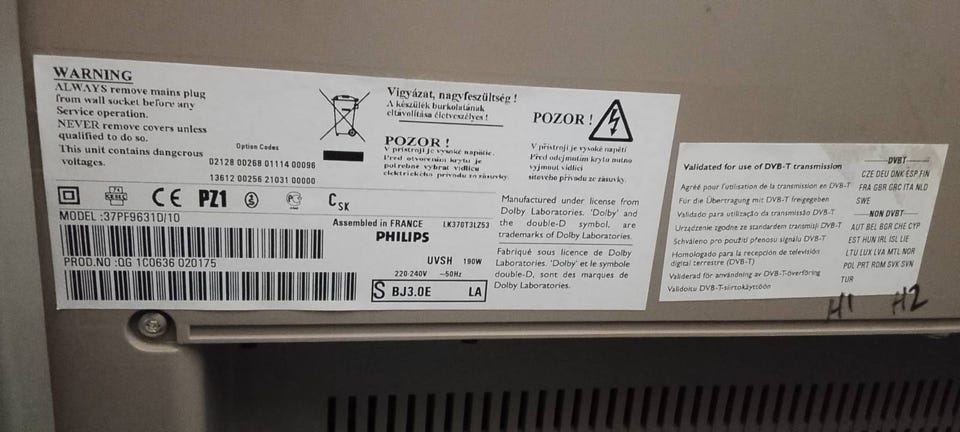 WARNING
ALWAYS remove mains plug
from wall socket before any
Service operation.
NEVER remove covers unless
qualified to do so.
This unit contains dangerous
voltages.
Option Codes
02128 00268 01114 00096
13612 00256 21031 00000
Vigyázat, nagyfeszültség !
A készülék burkolatának
eltávolítása életveszélyes !
POZOR !
V přístroji je vysoké napätie.
Pred otvorením krytu je
potrebne vybrať vidlicu
elektrického prívodu zo zásuvky.
POZOR !
V přístroji je vysoké napětí
Před odejmutím krytu nutno
vyjmout vidlici
síťového přívodu ze zásuvky.
CE PZ1 CSK
MODEL :37PF9631D/10
PROD.NO :QG 1C0636 020175
Assembled in FRANCE LK370T3LZ53
PHILIPS
UVSH 190W
220-240V ~50Hz
S BJ3.0E LA
Manufactured under license from
Dolby Laboratories. 'Dolby' and
the double-D symbol, are
trademarks of Dolby Laboratories.
Fabriqué sous licence de Dolby
Laboratories. 'Dolby' et le symbole
double-D, sont des marques de
Dolby Laboratories.
Validated for use of DVB-T transmission
Agréé pour l'utilisation de la transmission en DVB-T
Für die Übertragung mit DVB-T freigegeben
Validado para utilização da transmissão DVB-T
Urządzenie zgodne ze standardem transmisji DVB-T
Schváleno pro použití přenosu signálu DVB-T
Homologado para la recepción de televisión
digital terrestre (DVB-T)
Validerad för användning av DVB-T-överföring
Validoitu DVB-T-siirtokäyttöön
DVBT
CZE DEU DNK ESP FIN
FRA GBR GRC ITA NLD
SWE
NON DVBT
AUT BEL BGR CHE CYP
EST HUN IRL ISL LIE
LTU LUX LVA MTL NOR
POL PRT ROM SVK SVN
TUR
H1 H2